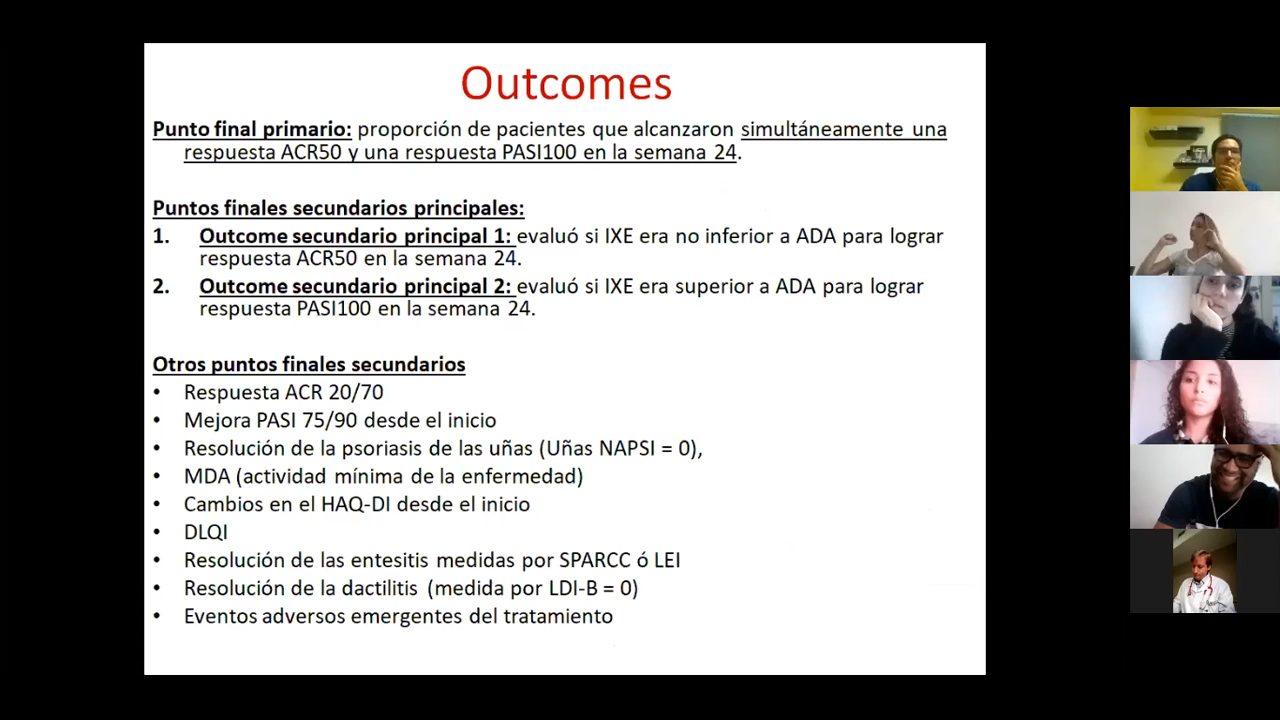 Outcomes
Punto final primario: proporción de pacientes que alcanzaron simultáneamente una
respuesta ACR50 y una respuesta PASI100 en la semana 24.
Puntos finales secundarios principales:
1. Outcome secundario principal 1: evaluó si IXE era no inferior a ADA para lograr
respuesta ACR50 en la semana 24.
2. Outcome secundario principal 2: evaluó si IXE era superior a ADA para lograr
respuesta PASI100 en la semana 24.
Otros puntos finales secundarios
• Respuesta ACR 20/70
• Mejora PASI 75/90 desde el inicio
• Resolución de la psoriasis de las uñas (Uñas NAPSI = 0),
• MDA (actividad mínima de la enfermedad)
• Cambios en el HAQ-DI desde el inicio
• DLQI
• Resolución de las entesitis medidas por SPARCC ó LEI
• Resolución de la dactilitis (medida por LDI-B = 0)
• Eventos adversos emergentes del tratamiento